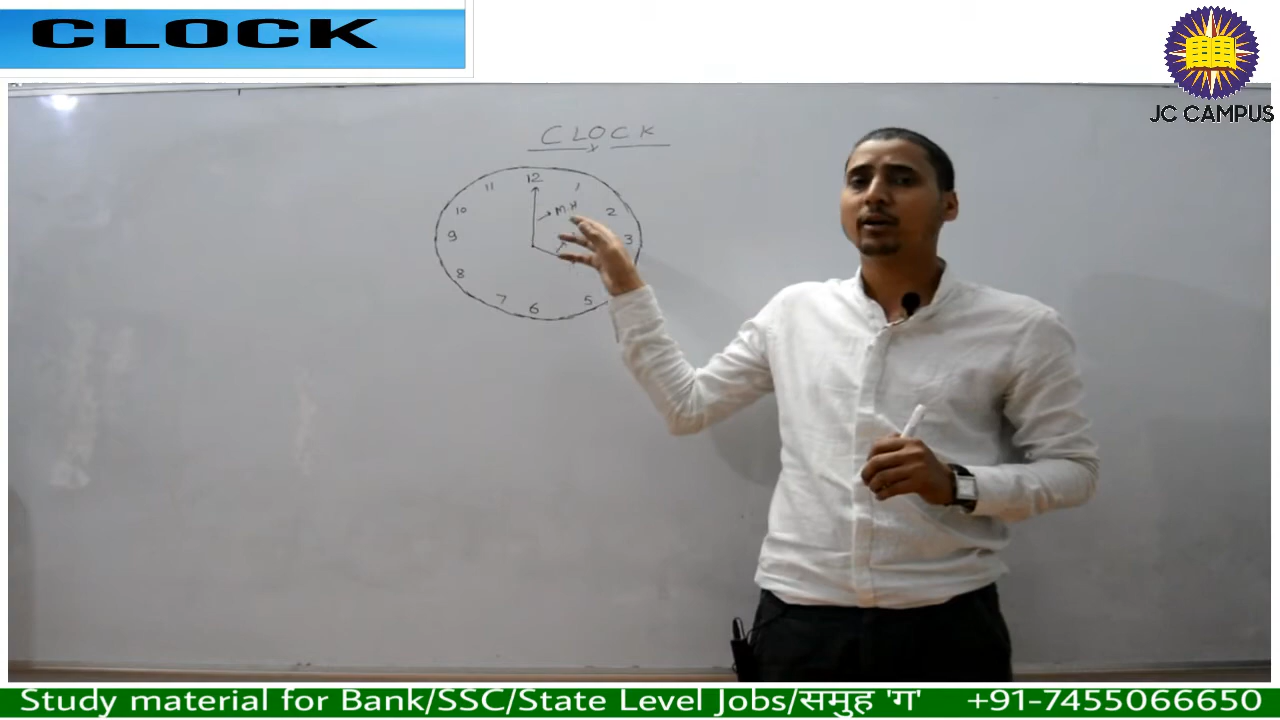 CLOCK
JC CAMPUS
CLOCK
12
11
1
10
M.H
2
9
3
8
7
6
5
Study material for Bank/SSC/State Level Jobs/समुह 'ग' +91-7455066650